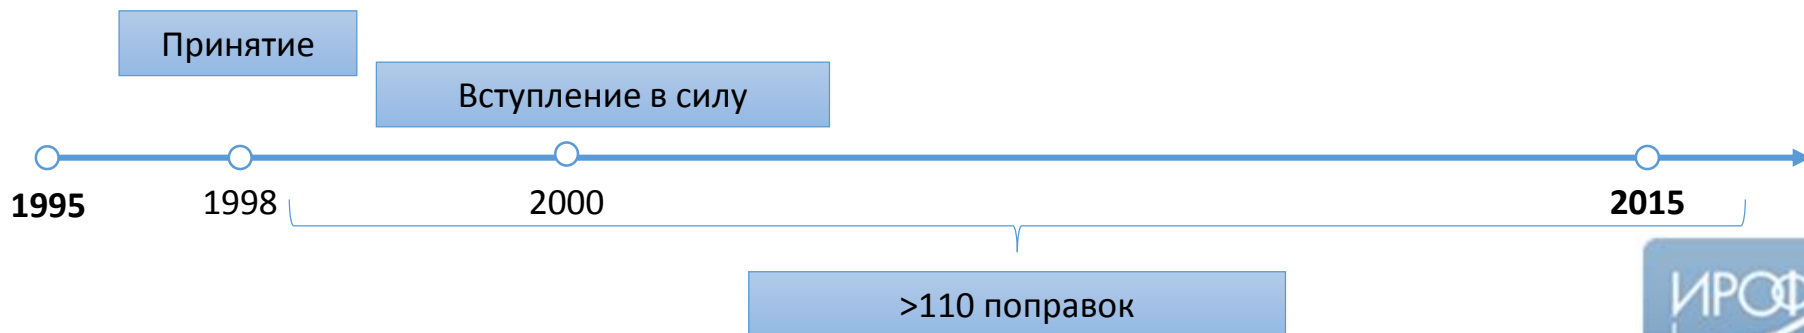 Принятие
Вступление в силу
1995
1998
2000
2015
>110 поправок